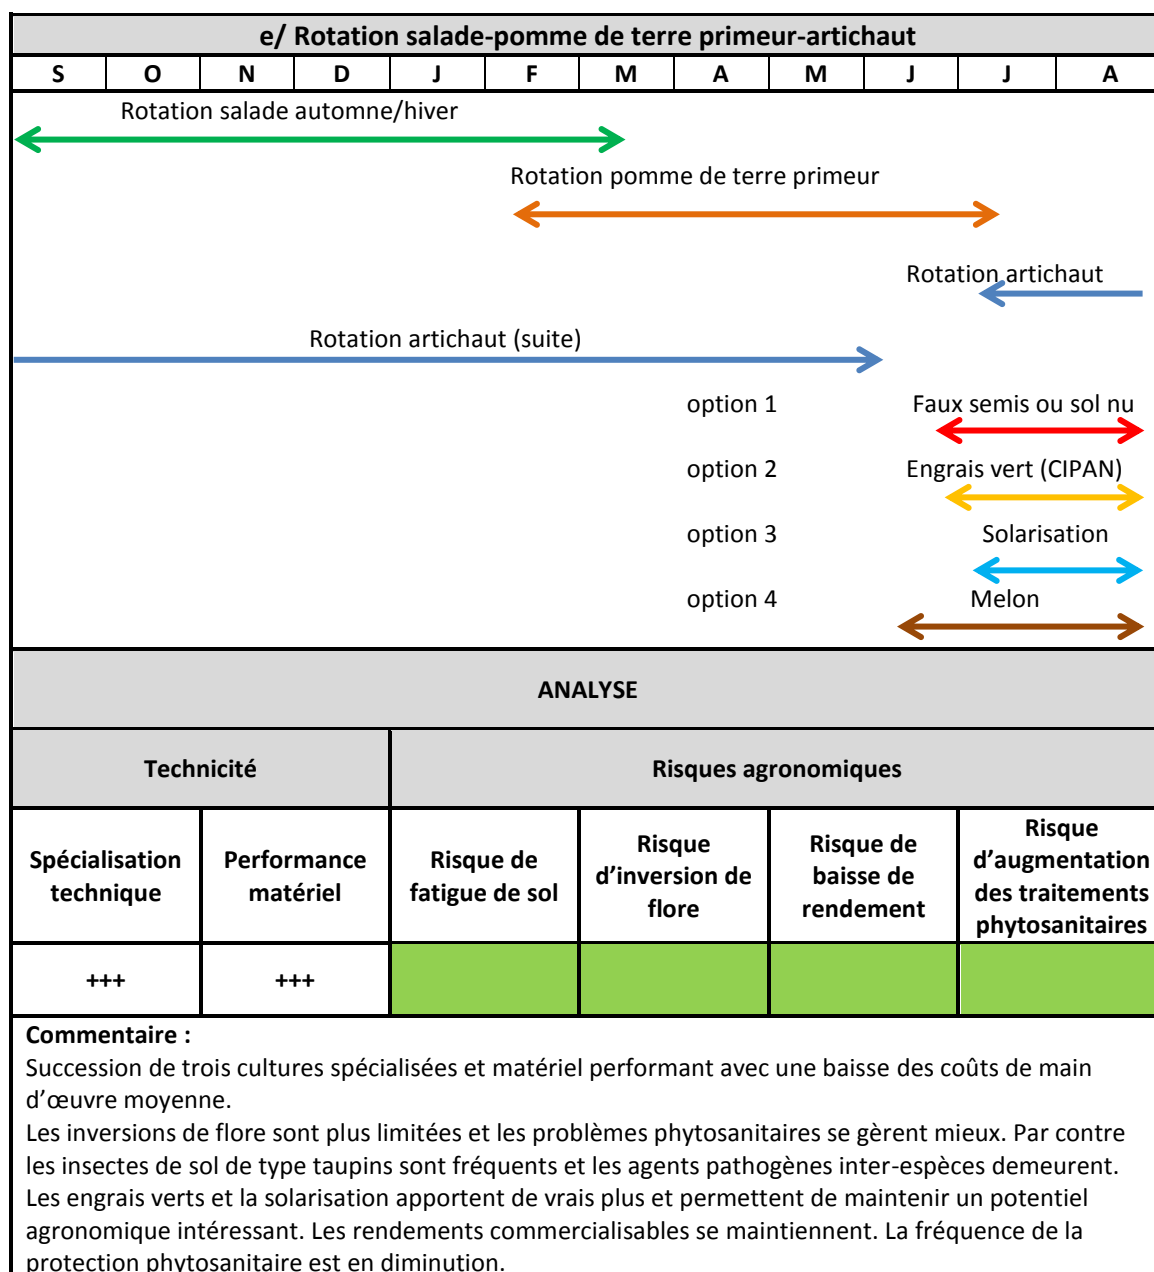 e/ Rotation salade-pomme de terre primeur-artichaut
S O N D J F M A M J J A
Rotation salade automne/hiver
Rotation pomme de terre primeur
Rotation artichaut
Rotation artichaut (suite)
option 1 Faux semis ou sol nu
option 2 Engrais vert (CIPAN)
option 3 Solarisation
option 4 Melon
ANALYSE
Technicité Risques agronomiques
Spécialisation
technique
Performance
matériel
Risque de
fatigue de sol
Risque
d’inversion de
flore
Risque de
baisse de
rendement
Risque
d’augmentation
des traitements
phytosanitaires
+++ +++
Commentaire :
Succession de trois cultures spécialisées et matériel performant avec une baisse des coûts de main
d’œuvre moyenne.
Les inversions de flore sont plus limitées et les problèmes phytosanitaires se gèrent mieux. Par contre
les insectes de sol de type taupins sont fréquents et les agents pathogènes inter-espèces demeurent.
Les engrais verts et la solarisation apportent de vrais plus et permettent de maintenir un potentiel
agronomique intéressant. Les rendements commercialisables se maintiennent. La fréquence de la
protection phytosanitaire est en diminution.